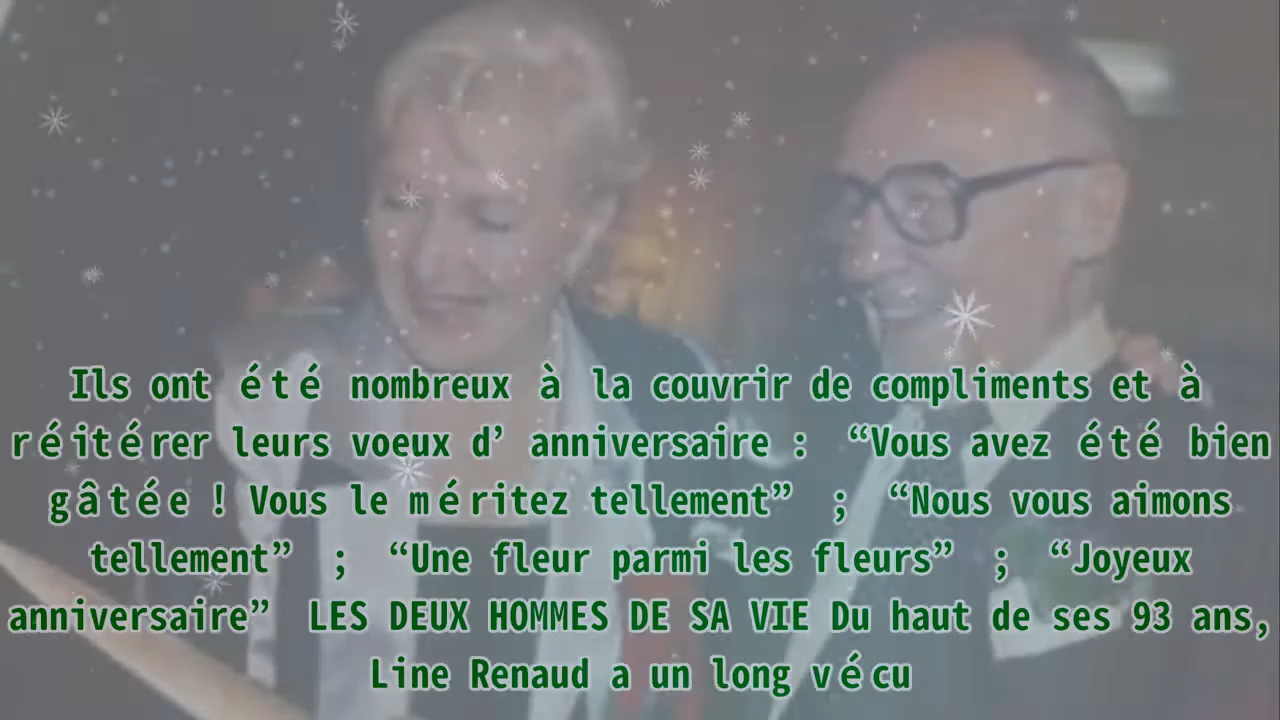 Ils ont été nombreux à la couvrir de compliments et à
réitérer leurs voeux d’ anniversaire : “Vous avez été bien
gâtée ! Vous le méritez tellement” ; “Nous vous aimons
tellement” ; “Une fleur parmi les fleurs” ; “Joyeux
anniversaire” LES DEUX HOMMES DE SA VIE Du haut de ses 93 ans,
Line Renaud a un long vécu